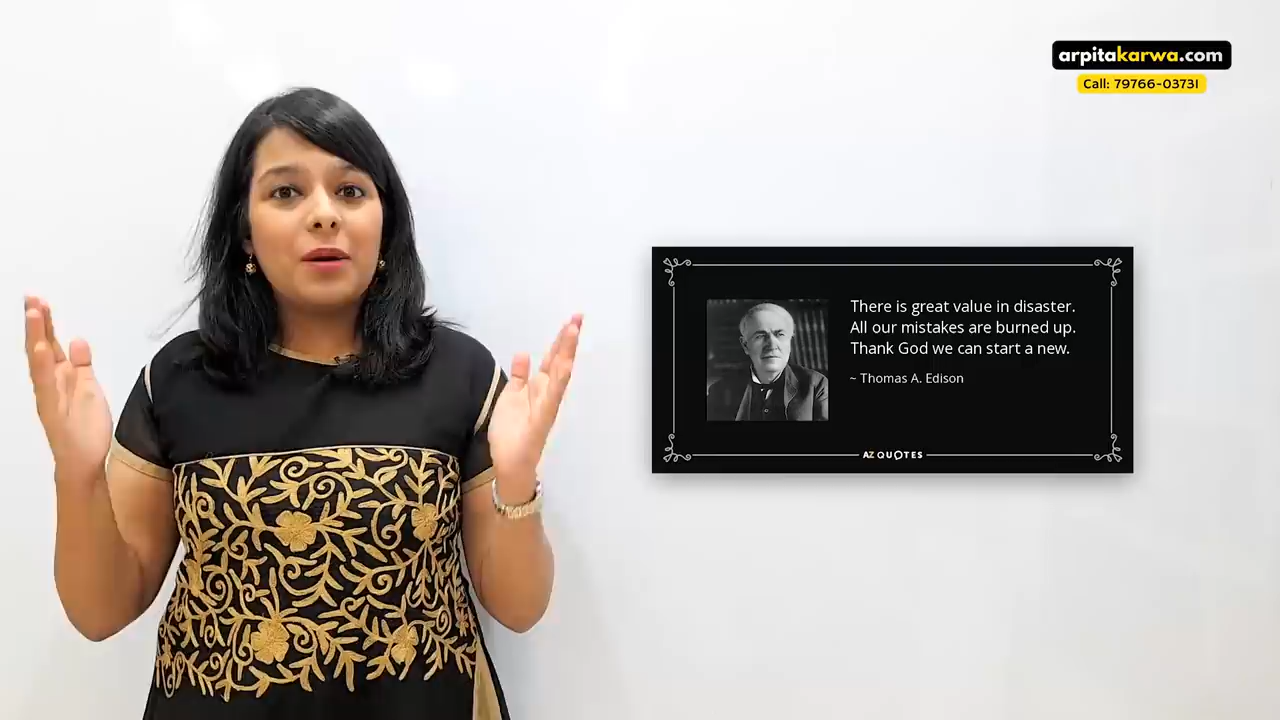 arpitakarwa.com
Call: 79766-03731
There is great value in disaster.
All our mistakes are burned up.
Thank God we can start a new.
~ Thomas A. Edison
AZ QUOTES